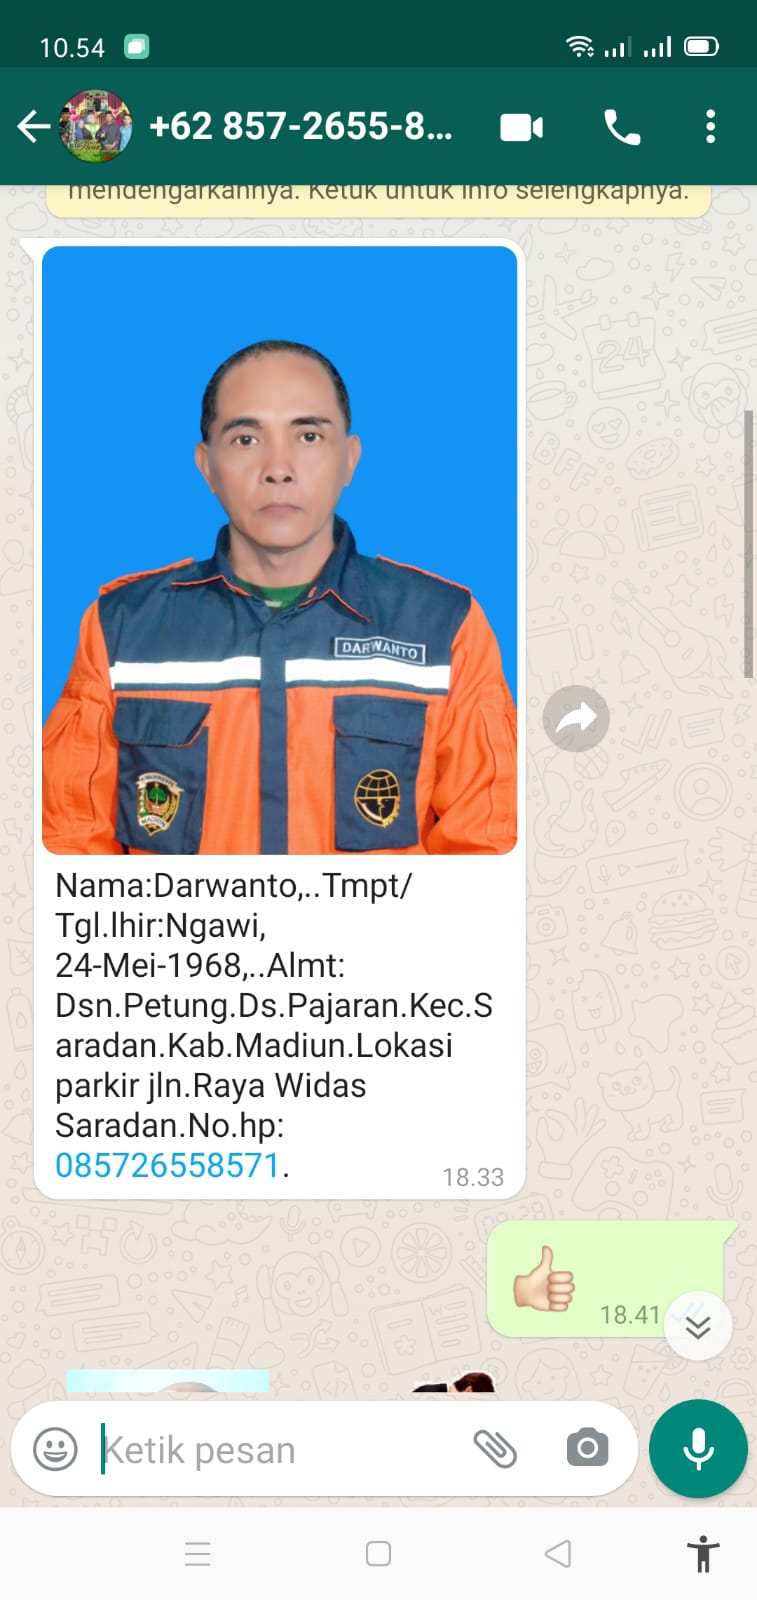 10.54
+62 857-2655-8...
mendengarkannya. Ketuk untuk info selengkapnya.
DARWANTO
MADIUN
Nama:Darwanto,..Tmpt/
Tgl.lhir:Ngawi,
24-Mei-1968,..Almt:
Dsn.Petung.Ds.Pajaran.Kec.S
aradan.Kab.Madiun.Lokasi
parkir jln.Raya Widas
Saradan.No.hp:
085726558571.
18.33
18.41
Ketik pesan